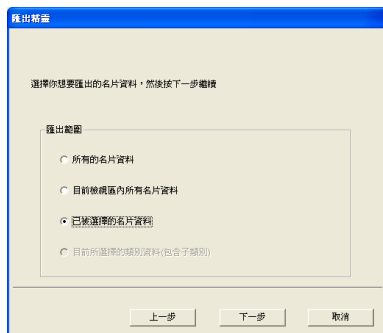 匯出精靈
選擇你想要匯出的名片資料，然後按下一步繼續
匯出範圍
所有的名片資料
目前檢視區內所有名片資料
已被選擇的名片資料
目前所選擇的類別資料(包含子類別)
上一步
下一步
取消